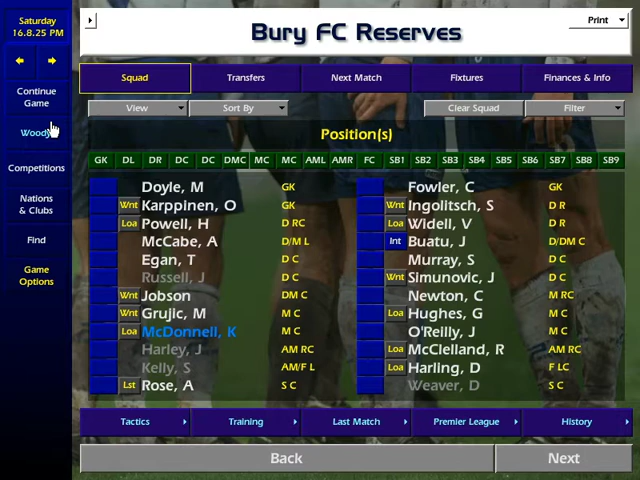 Saturday
16.8.25 PM
Print
Bury FC Reserves
Squad
Transfers
Next Match
Fixtures
Finances & Info
Continue
Game
Woody
Competitions
Nations
& Clubs
Find
Game
Options
View
Sort By
Clear Squad
Filter
Position(s)
GK DL DR DC DC DMC MC MC AML AMR FC SB1 SB2 SB3 SB4 SB5 SB6 SB7 SB8 SB9
Doyle, M GK
Fowler, C GK
Wnt Karppinen, O GK
Wnt Ingolitsch, S D R
Loa Powell, H D RC
Loa Widell, V D R
McCabe, A D/M L
Int Buatu, J D/DM C
Egan, T D C
Murray, S D C
Russell, J D C
Wnt Simunovic, J D C
Wnt Jobson DM C
Newton, C M RC
Wnt Grujic, M M C
Loa Hughes, G M C
Loa McDonnell, K M C
O'Reilly, J M C
Harley, J AM RC
Loa McClelland, R AM RC
Kelly, S AM/F L
Loa Harling, D F LC
Lst Rose, A S C
Weaver, D S C
Tactics
Training
Last Match
Premier League
History
Back
Next